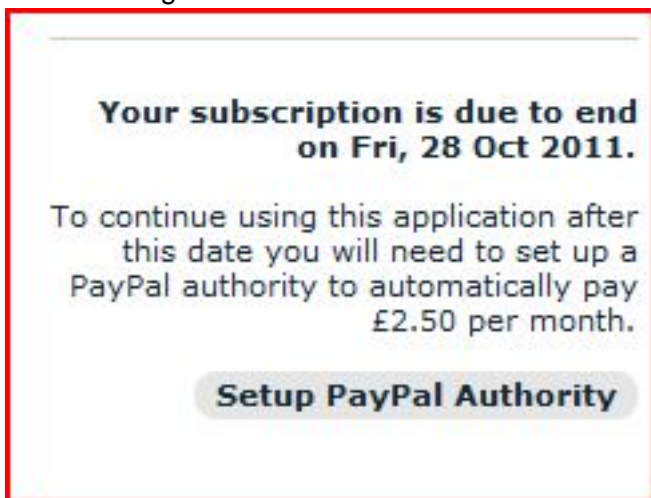 Your subscription is due to end
on Fri, 28 Oct 2011.
To continue using this application after
this date you will need to set up a
PayPal authority to automatically pay
£2.50 per month.
Setup PayPal Authority